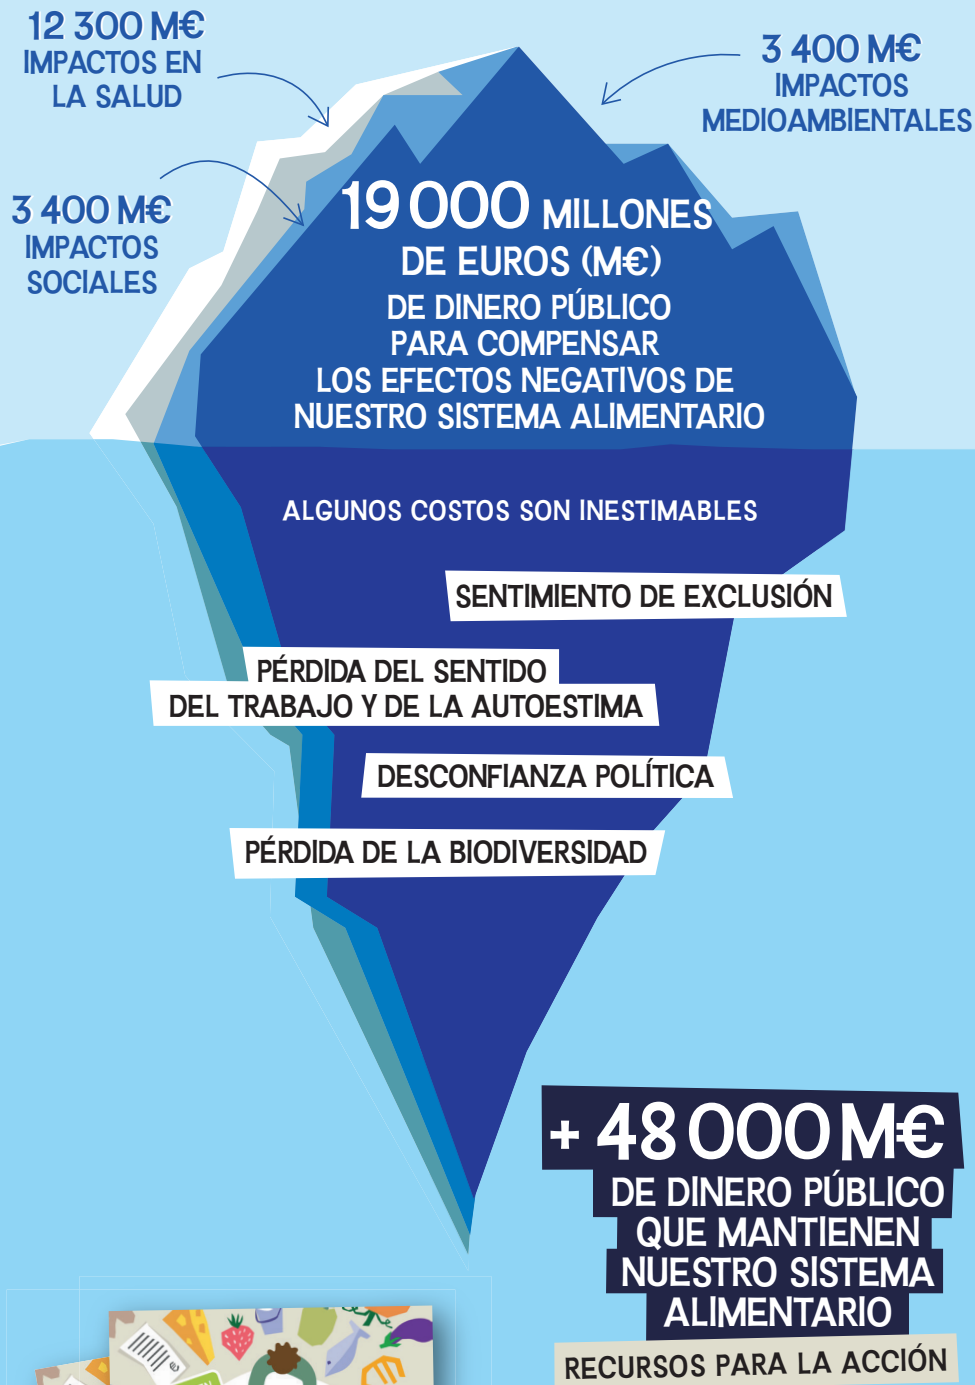 12 300 M€
IMPACTOS EN
LA SALUD
3 400 M€
IMPACTOS
MEDIOAMBIENTALES
3 400 M€
IMPACTOS
SOCIALES
19 000 MILLONES
DE EUROS (M€)
DE DINERO PÚBLICO
PARA COMPENSAR
LOS EFECTOS NEGATIVOS DE
NUESTRO SISTEMA ALIMENTARIO
ALGUNOS COSTOS SON INESTIMABLES
SENTIMIENTO DE EXCLUSIÓN
PÉRDIDA DEL SENTIDO
DEL TRABAJO Y DE LA AUTOESTIMA
DESCONFIANZA POLÍTICA
PÉRDIDA DE LA BIODIVERSIDAD
+ 48 000 M€
DE DINERO PÚBLICO
QUE MANTIENEN
NUESTRO SISTEMA
ALIMENTARIO
RECURSOS PARA LA ACCIÓN